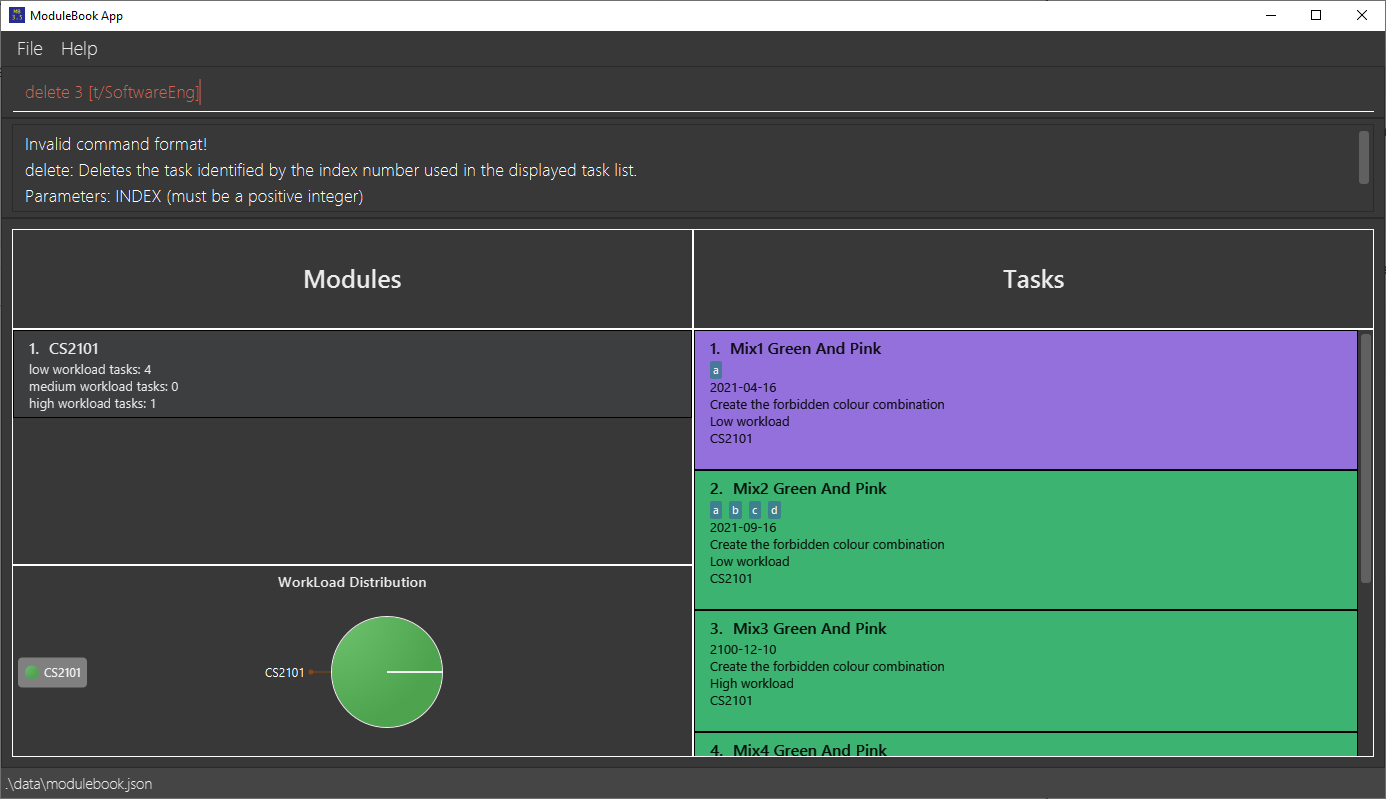 MB
3.5
ModuleBook App
File Help
delete 3 [t/SoftwareEng]
Invalid command format!
delete: Deletes the task identified by the index number used in the displayed task list.
Parameters: INDEX (must be a positive integer)
Modules
Tasks
1. CS2101
low workload tasks: 4
medium workload tasks: 0
high workload tasks: 1
WorkLoad Distribution
CS2101
CS2101
1. Mix1 Green And Pink
a
2021-04-16
Create the forbidden colour combination
Low workload
CS2101
2. Mix2 Green And Pink
a b c d
2021-09-16
Create the forbidden colour combination
Low workload
CS2101
3. Mix3 Green And Pink
2100-12-10
Create the forbidden colour combination
High workload
CS2101
4. Mix4 Green And Pink
.\data\modulebook.json